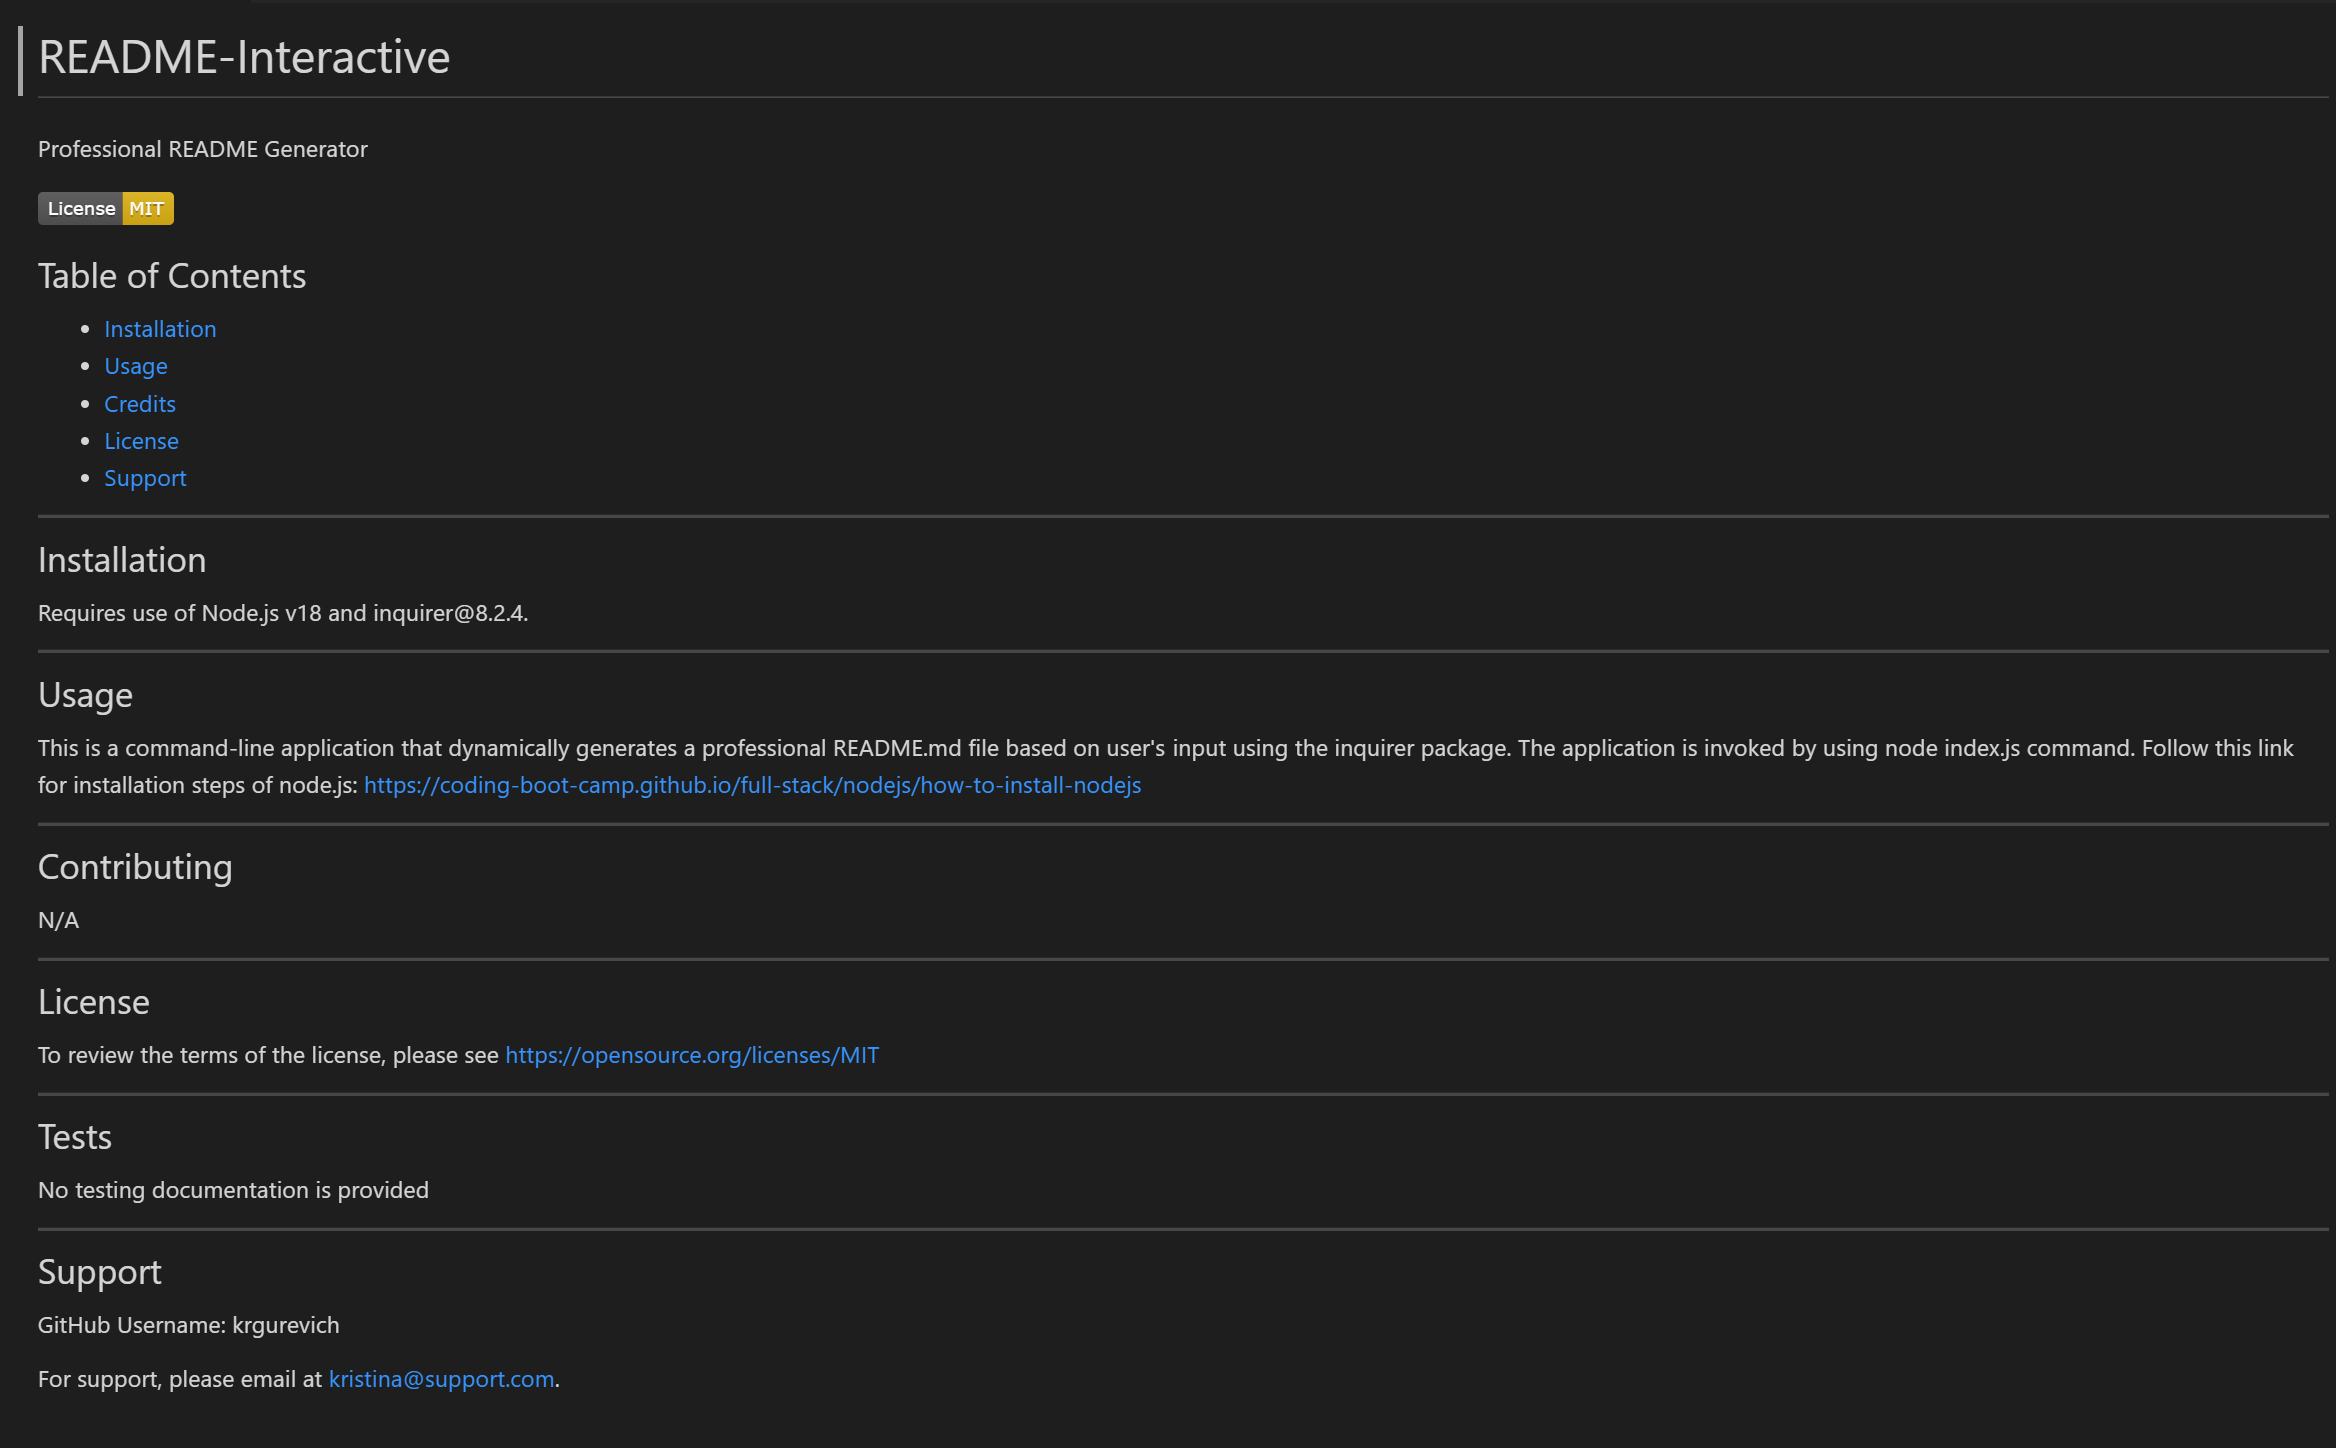 README-Interactive
Professional README Generator
License MIT
Table of Contents
Installation
Usage
Credits
License
Support
Installation
Requires use of Node.js v18 and inquirer@8.2.4.
Usage
This is a command-line application that dynamically generates a professional README.md file based on user's input using the inquirer package. The application is invoked by using node index.js command. Follow this link
for installation steps of node.js: https://coding-boot-camp.github.io/full-stack/nodejs/how-to-install-nodejs
Contributing
N/A
License
To review the terms of the license, please see https://opensource.org/licenses/MIT
Tests
No testing documentation is provided
Support
GitHub Username: krgurevich
For support, please email at kristina@support.com.